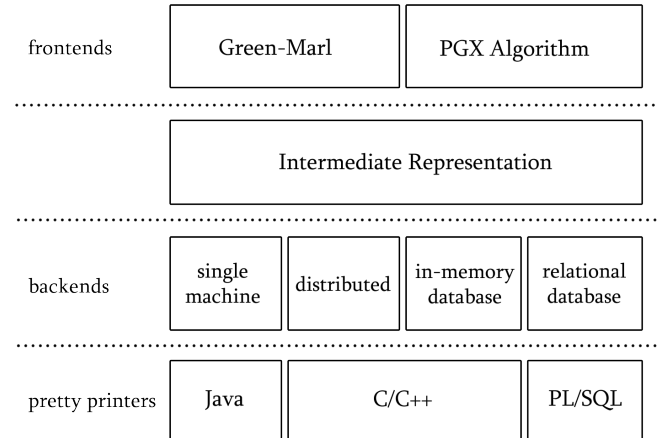 frontends
Green-Marl
PGX Algorithm
Intermediate Representation
backends
single
machine
distributed
in-memory
database
relational
database
pretty printers
Java
C/C++
PL/SQL